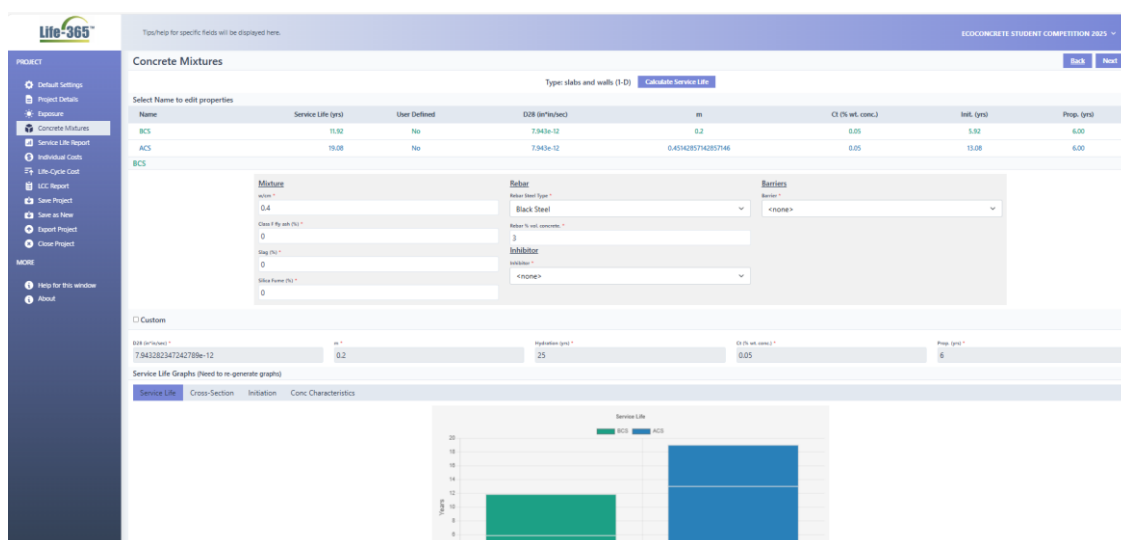 Life-365™
Tips/help for specific fields will be displayed here.
ECOCONCRETE STUDENT COMPETITION 2025
PROJECT
Default Settings
Project Details
Exposure
Concrete Mixtures
Service Life Report
Individual Costs
Life-Cycle Cost
LCC Report
Save Project
Save as New
Export Project
Close Project
MORE
Help for this window
About
Concrete Mixtures
Back Next
Type: slabs and walls (1-D) Calculate Service Life
Select Name to edit properties
Name Service Life (yrs) User Defined D28 (in*in/sec) m Ct (% wt. conc.) Init. (yrs) Prop. (yrs)
BCS 11.92 No 7.943e-12 0.2 0.05 5.92 6.00
ACS 19.08 No 7.943e-12 0.45142857142857146 0.05 13.08 6.00
BCS
Mixture Rebar Barriers
w/cm * Rebar Steel Type * Barrier *
0.4 Black Steel <none>
Class F fly ash (%) * Rebar % vol. concrete. *
0 3
Slag (%) * Inhibitor
0 Inhibitor *
Silica fume (%) * <none>
0
Custom
D28 (in*in/sec) * m * Hydration (yrs) * Ct (% wt. conc.) * Prop. (yrs) *
7.943282347242789e-12 0.2 25 0.05 6
Service Life Graphs (Need to re-generate graphs)
Service Life Cross-Section Initiation Conc Characteristics
Service Life
BCS ACS
20
18
16
14
12
10
8
6
Years